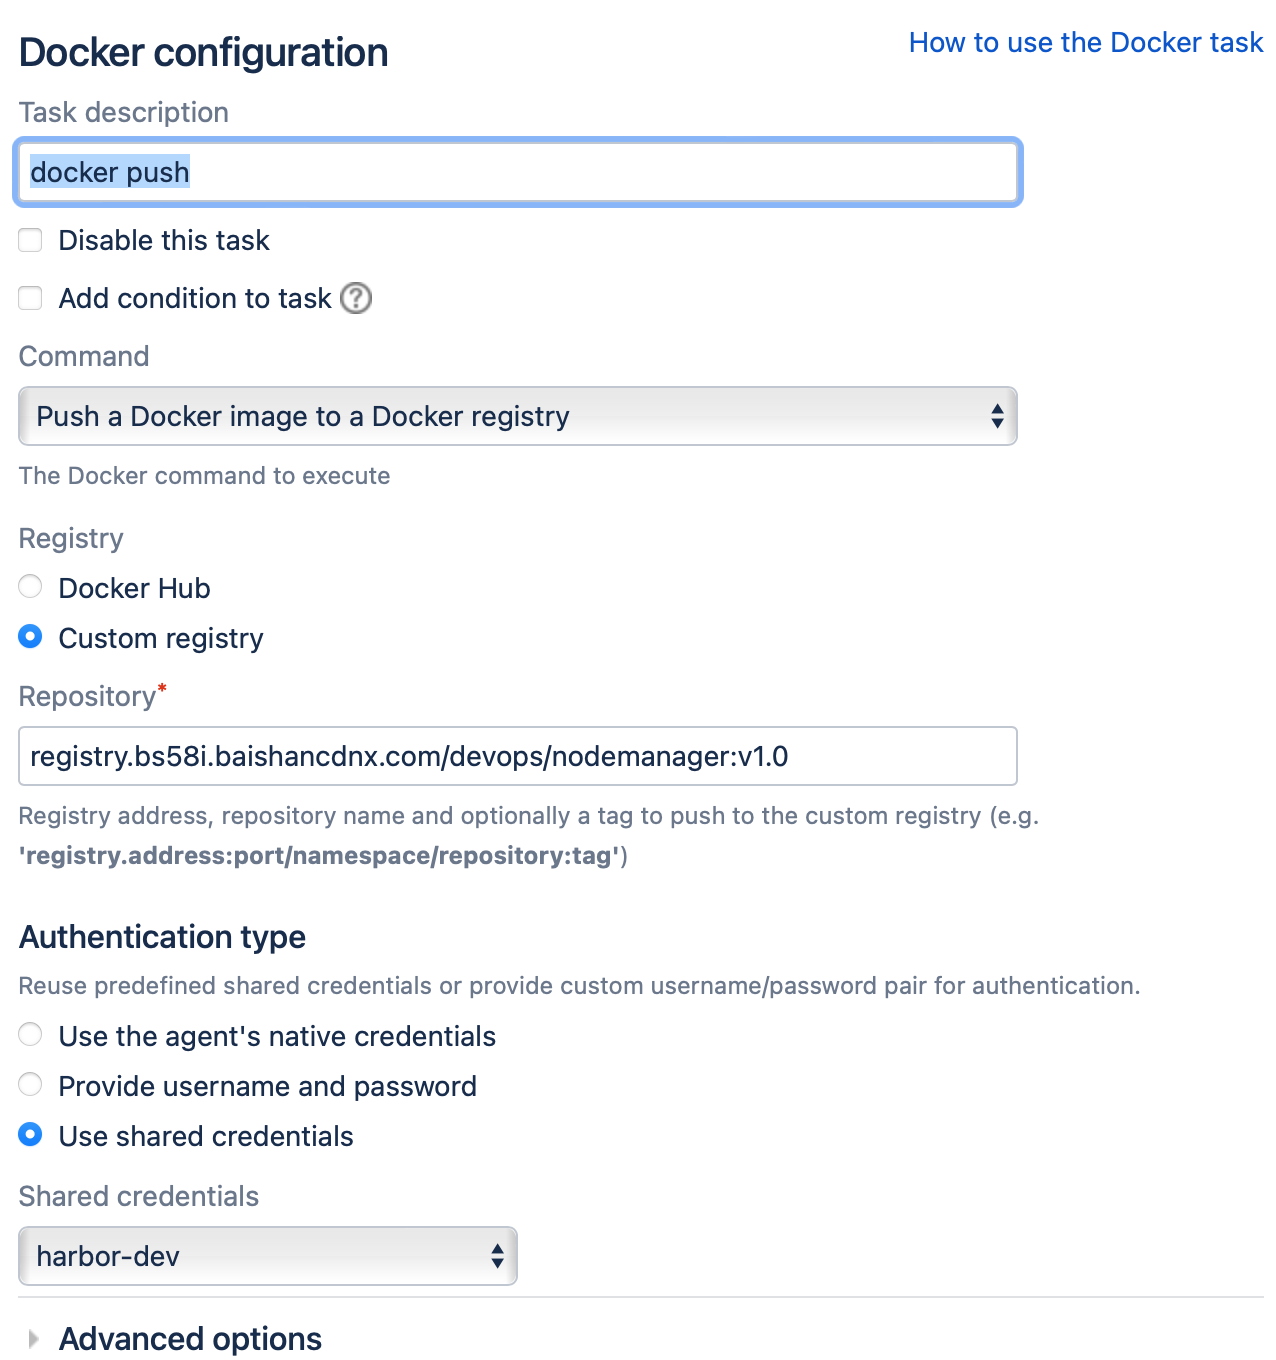 Docker configuration
How to use the Docker task
Task description
docker push
Disable this task
Add condition to task ?
Command
Push a Docker image to a Docker registry
The Docker command to execute
Registry
Docker Hub
Custom registry
Repository*
registry.bs58i.baishancdnx.com/devops/nodemanager:v1.0
Registry address, repository name and optionally a tag to push to the custom registry (e.g.
'registry.address:port/namespace/repository:tag')
Authentication type
Reuse predefined shared credentials or provide custom username/password pair for authentication.
Use the agent's native credentials
Provide username and password
Use shared credentials
Shared credentials
harbor-dev
Advanced options